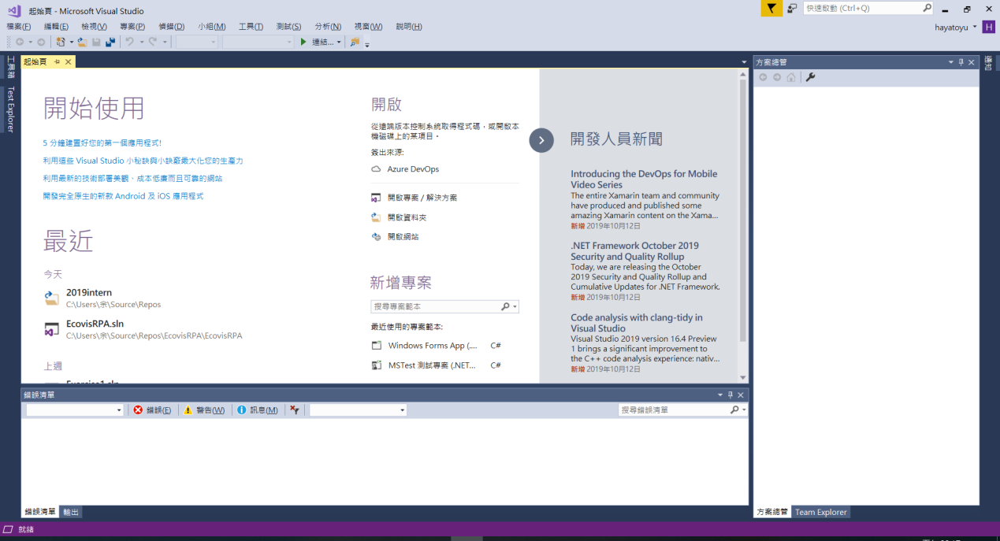 起始頁 - Microsoft Visual Studio
快速啟動 (Ctrl+Q)
檔案(F) 編輯(E) 檢視(V) 專案(P) 偵錯(D) 小組(M) 工具(T) 測試(S) 分析(N) 視窗(W) 說明(H)
hayatoyu H
連結...
工具箱
Test Explorer
起始頁
開始使用
5 分鐘建置好您的第一個應用程式!
利用這些 Visual Studio 小秘訣與小訣竅最大化您的生產力
利用最新的技術部署美觀、成本低廉而且可靠的網站
開發完全原生的新款 Android 及 iOS 應用程式
最近
今天
2019intern
C:\Users\余\Source\Repos
EcovisRPA.sln
C:\Users\余\Source\Repos\EcovisRPA\EcovisRPA
上週
Exercise1.sln
開啟
從遠端版本控制系統取得程式碼，或開啟本
機磁碟上的某項目。
簽出來源:
Azure DevOps
開啟專案 / 解決方案
開啟資料夾
開啟網站
新增專案
搜尋專案範本
最近使用的專案範本:
Windows Forms App (.... C#
MSTest 測試專案 (.NET... C#
開發人員新聞
Introducing the DevOps for Mobile
Video Series
The entire Xamarin team and community
have produced and published some
amazing Xamarin content on the Xama...
新增 2019年10月12日
.NET Framework October 2019
Security and Quality Rollup
Today, we are releasing the October
2019 Security and Quality Rollup and
Cumulative Updates for .NET Framework.
新增 2019年10月12日
Code analysis with clang-tidy in
Visual Studio
Visual Studio 2019 version 16.4 Preview
1 brings a significant improvement to
the C++ code analysis experience: nativ...
新增 2019年10月12日
方案總管
通知
錯誤清單
錯誤(E) 警告(W) 訊息(M)
搜尋錯誤清單
錯誤清單 輸出
方案總管 Team Explorer
就緒